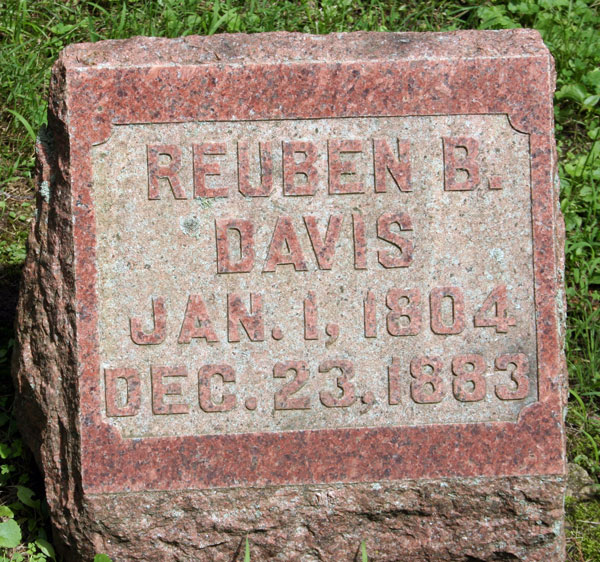 REUBEN B.
DAVIS
JAN. 1, 1804
DEC. 23, 1883